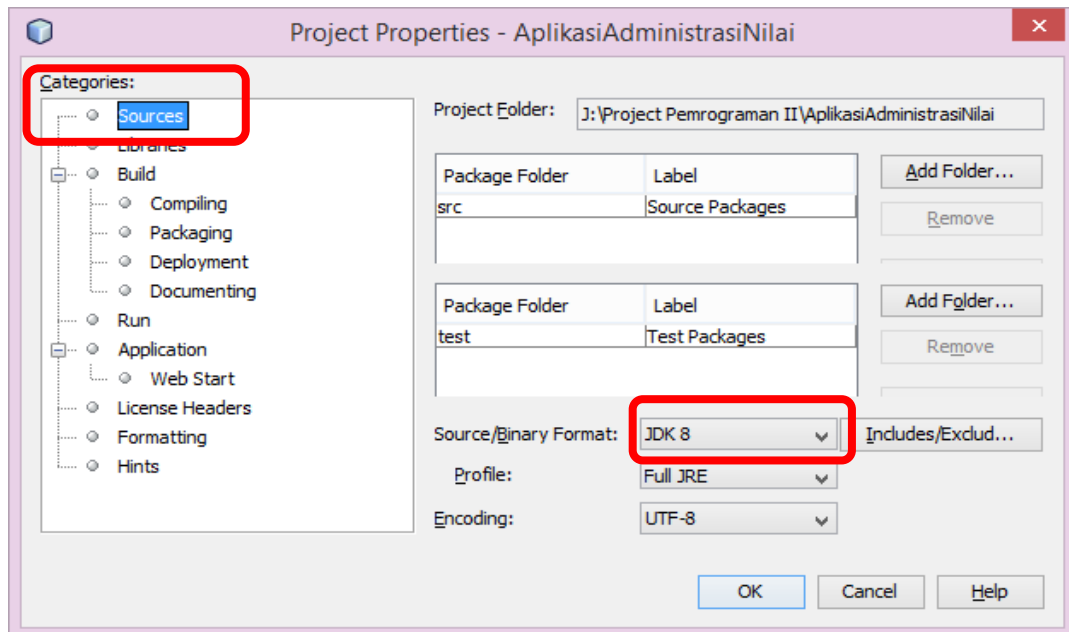 Project Properties - AplikasiAdministrasiNilai
Categories:
Sources
Libraries
Build
Compiling
Packaging
Deployment
Documenting
Run
Application
Web Start
License Headers
Formatting
Hints
Project Folder: J:\Project Pemrograman II\AplikasiAdministrasiNilai
Package Folder Label
src Source Packages
Add Folder...
Remove
Package Folder Label
test Test Packages
Add Folder...
Remove
Source/Binary Format: JDK 8 Includes/Exclud...
Profile: Full JRE
Encoding: UTF-8
OK Cancel Help